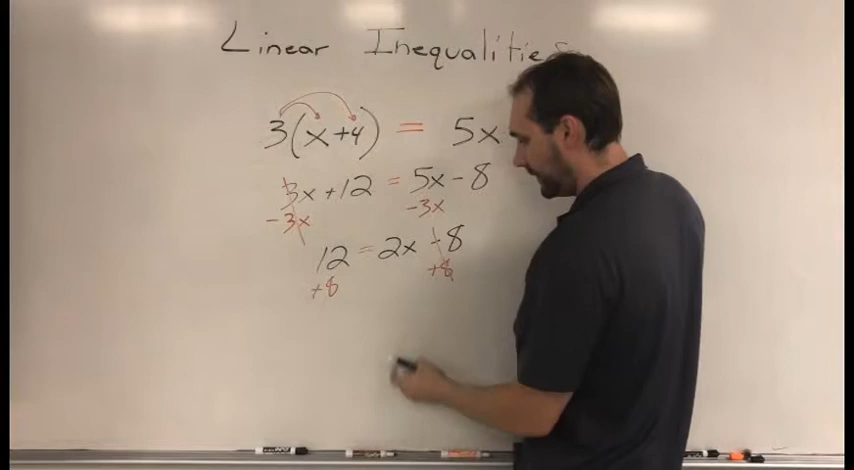 Linear Inequalities
3(x+4) = 5x
3x + 12 = 5x - 8
-3x -3x
12 = 2x - 8
+8 +8